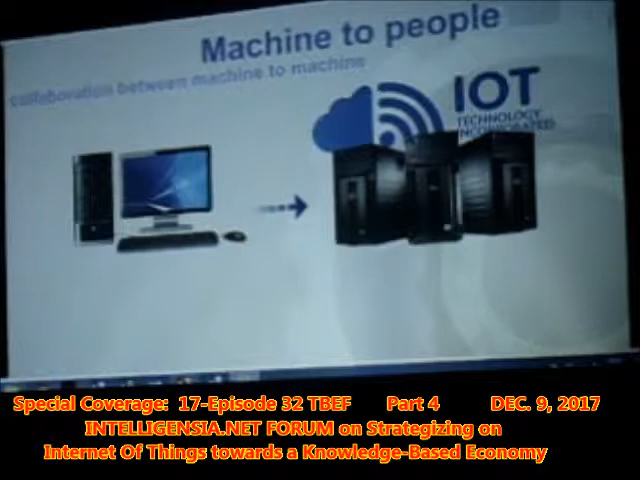 Machine to people
collaboration between machine to machine
IOT
TECHNOLOGY
INCORPORATED
Special Coverage: 17-Episode 32 TBEF Part 4 DEC. 9, 2017
INTELLIGENSIA.NET FORUM on Strategizing on
Internet Of Things towards a Knowledge-Based Economy